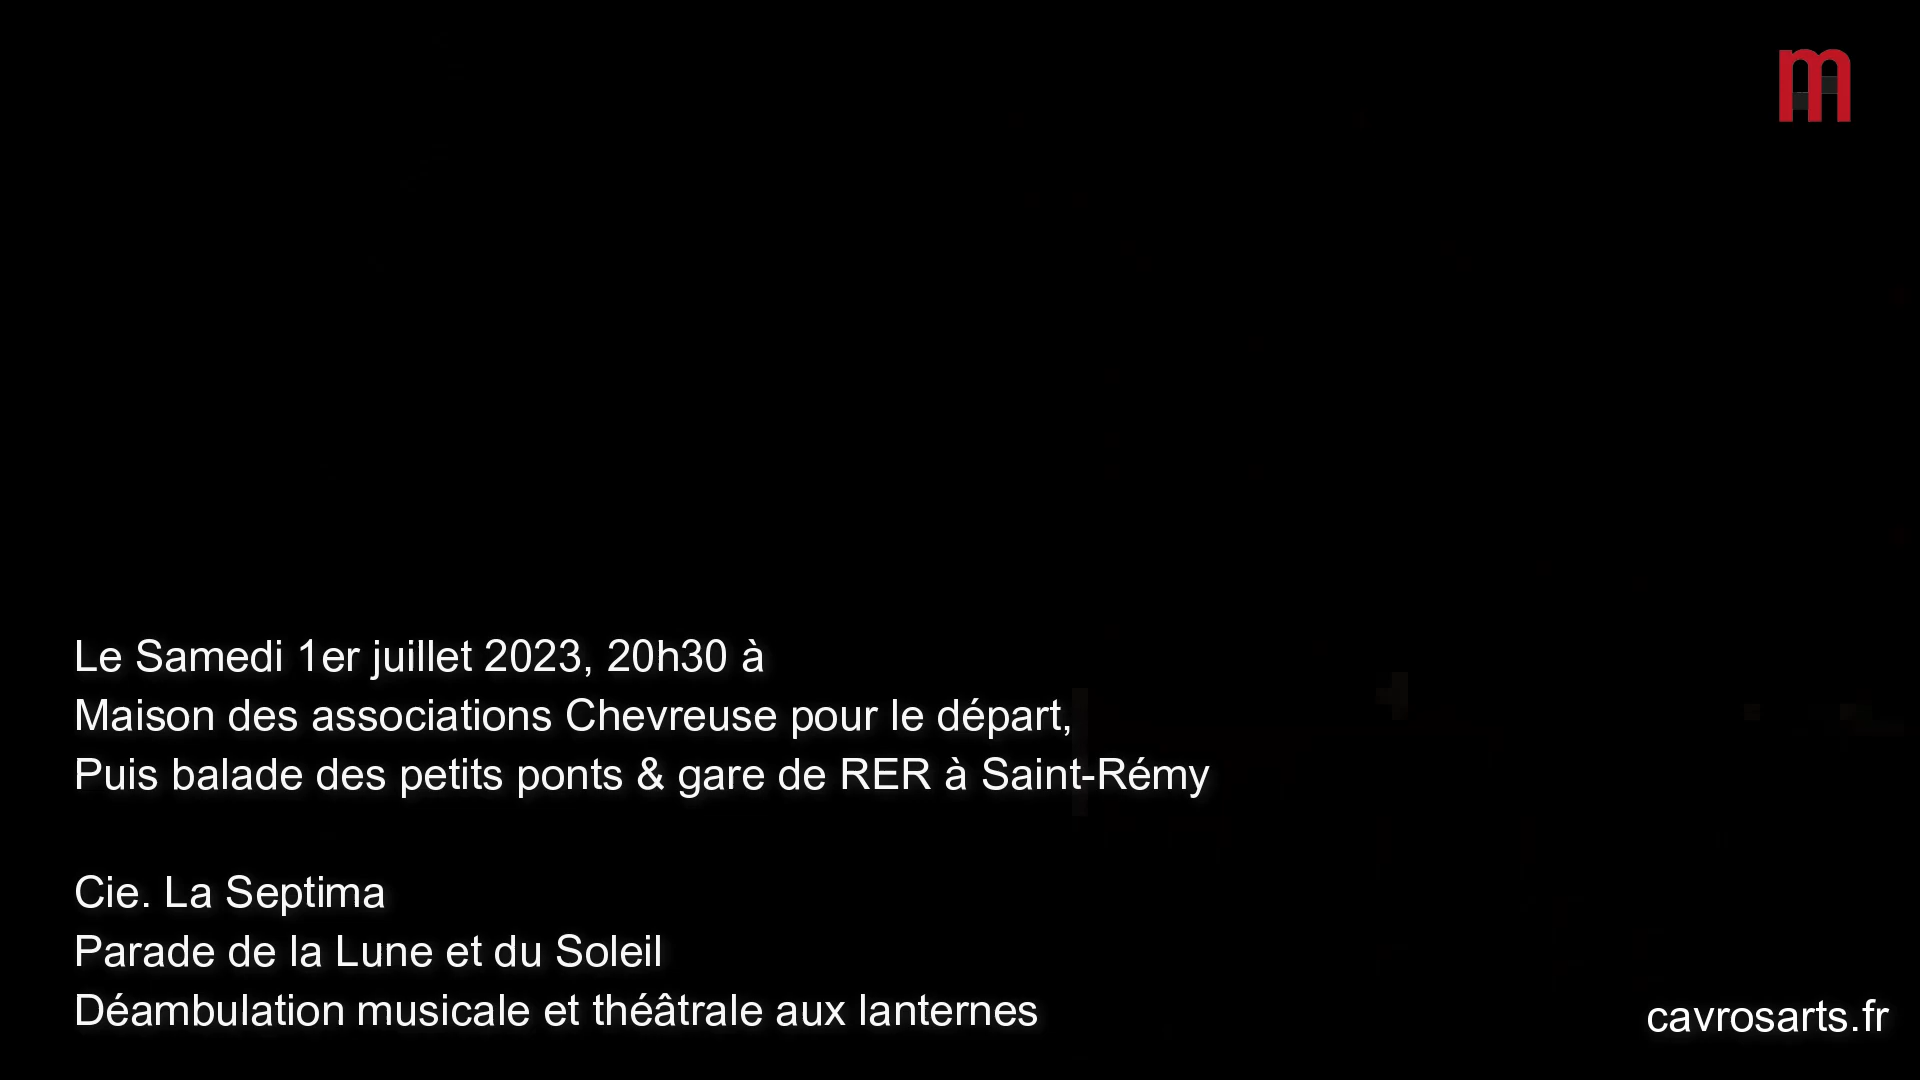 m
Le Samedi 1er juillet 2023, 20h30 à
Maison des associations Chevreuse pour le départ,
Puis balade des petits ponts & gare de RER à Saint-Rémy
Cie. La Septima
Parade de la Lune et du Soleil
Déambulation musicale et théâtrale aux lanternes
cavrosarts.fr